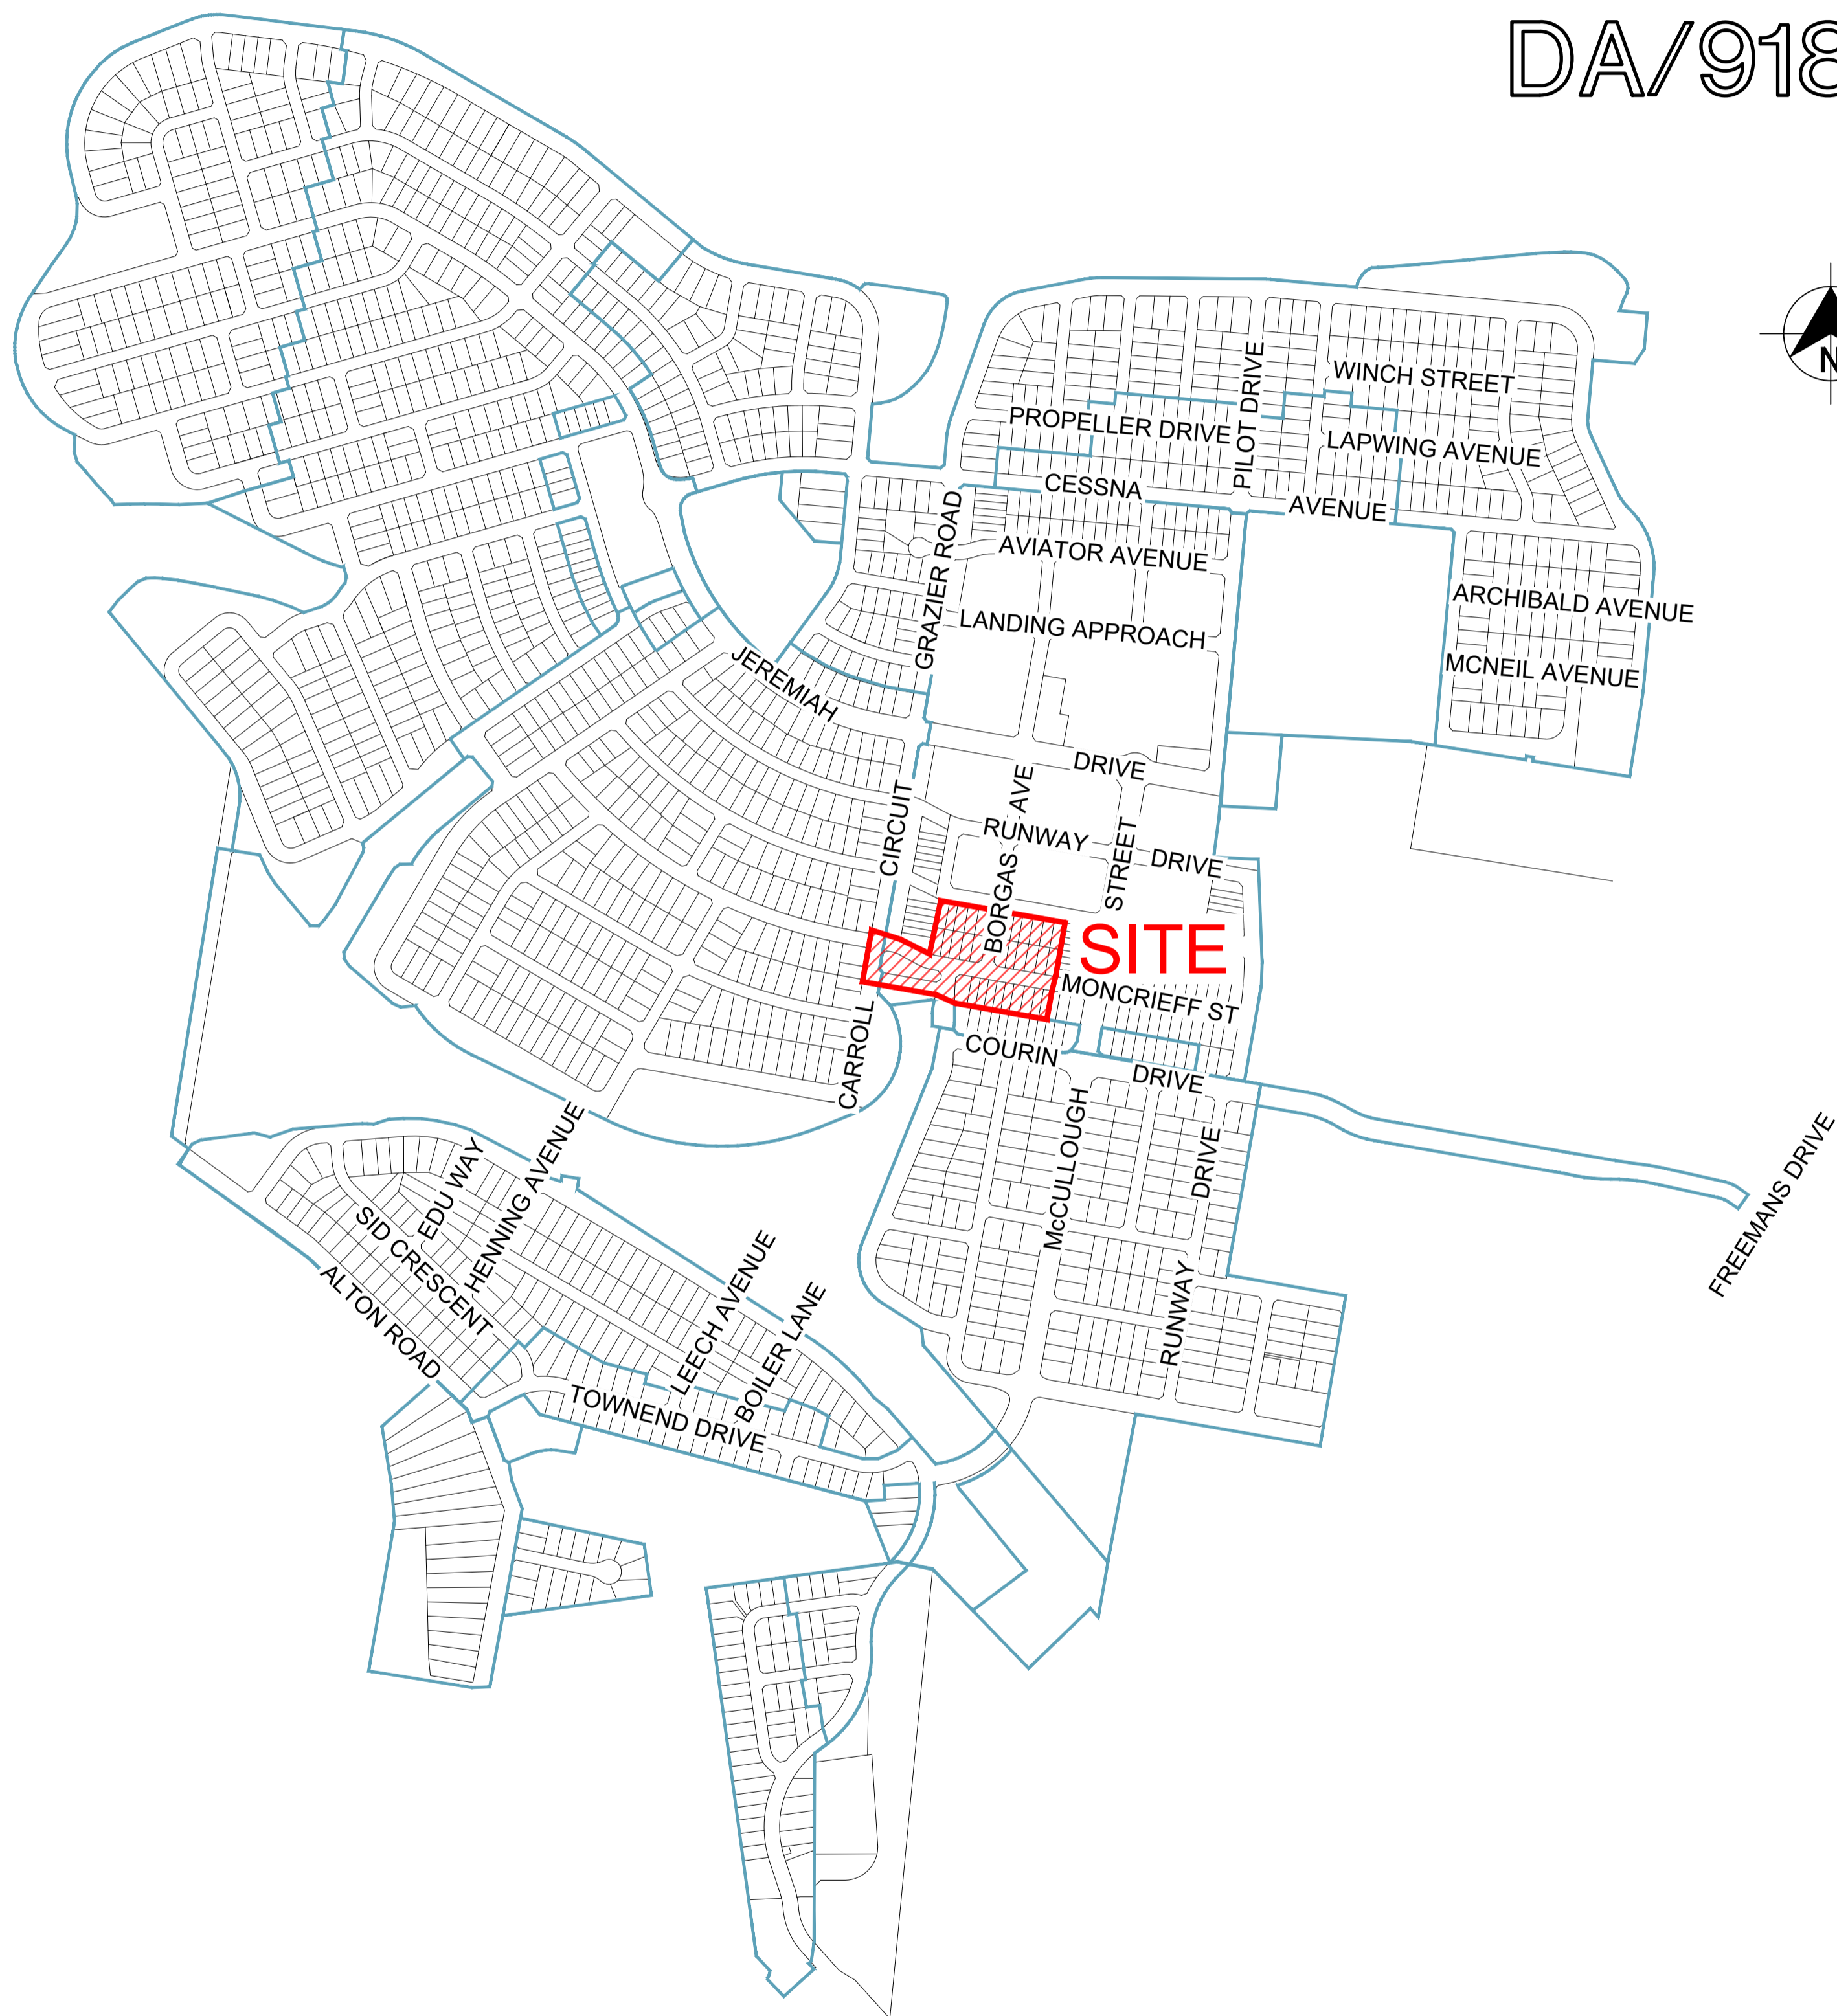 DA/918
N
WINCH STREET
PILOT DRIVE
PROPELLER DRIVE
LAPWING AVENUE
CESSNA
AVENUE
GRAZIER ROAD
AVIATOR AVENUE
ARCHIBALD AVENUE
LANDING APPROACH
MCNEIL AVENUE
JEREMIAH
DRIVE
CIRCUIT
BORGAS AVE
RUNWAY
DRIVE
STREET
SITE
MONCRIEFF ST
CARROLL
COURIN
DRIVE
McCULLOUGH
DRIVE
RUNWAY
FREEMANS DRIVE
EDU WAY
HENNING AVENUE
SID CRESCENT
ALTON ROAD
LEECH AVENUE
BOILER LANE
TOWNEND DRIVE